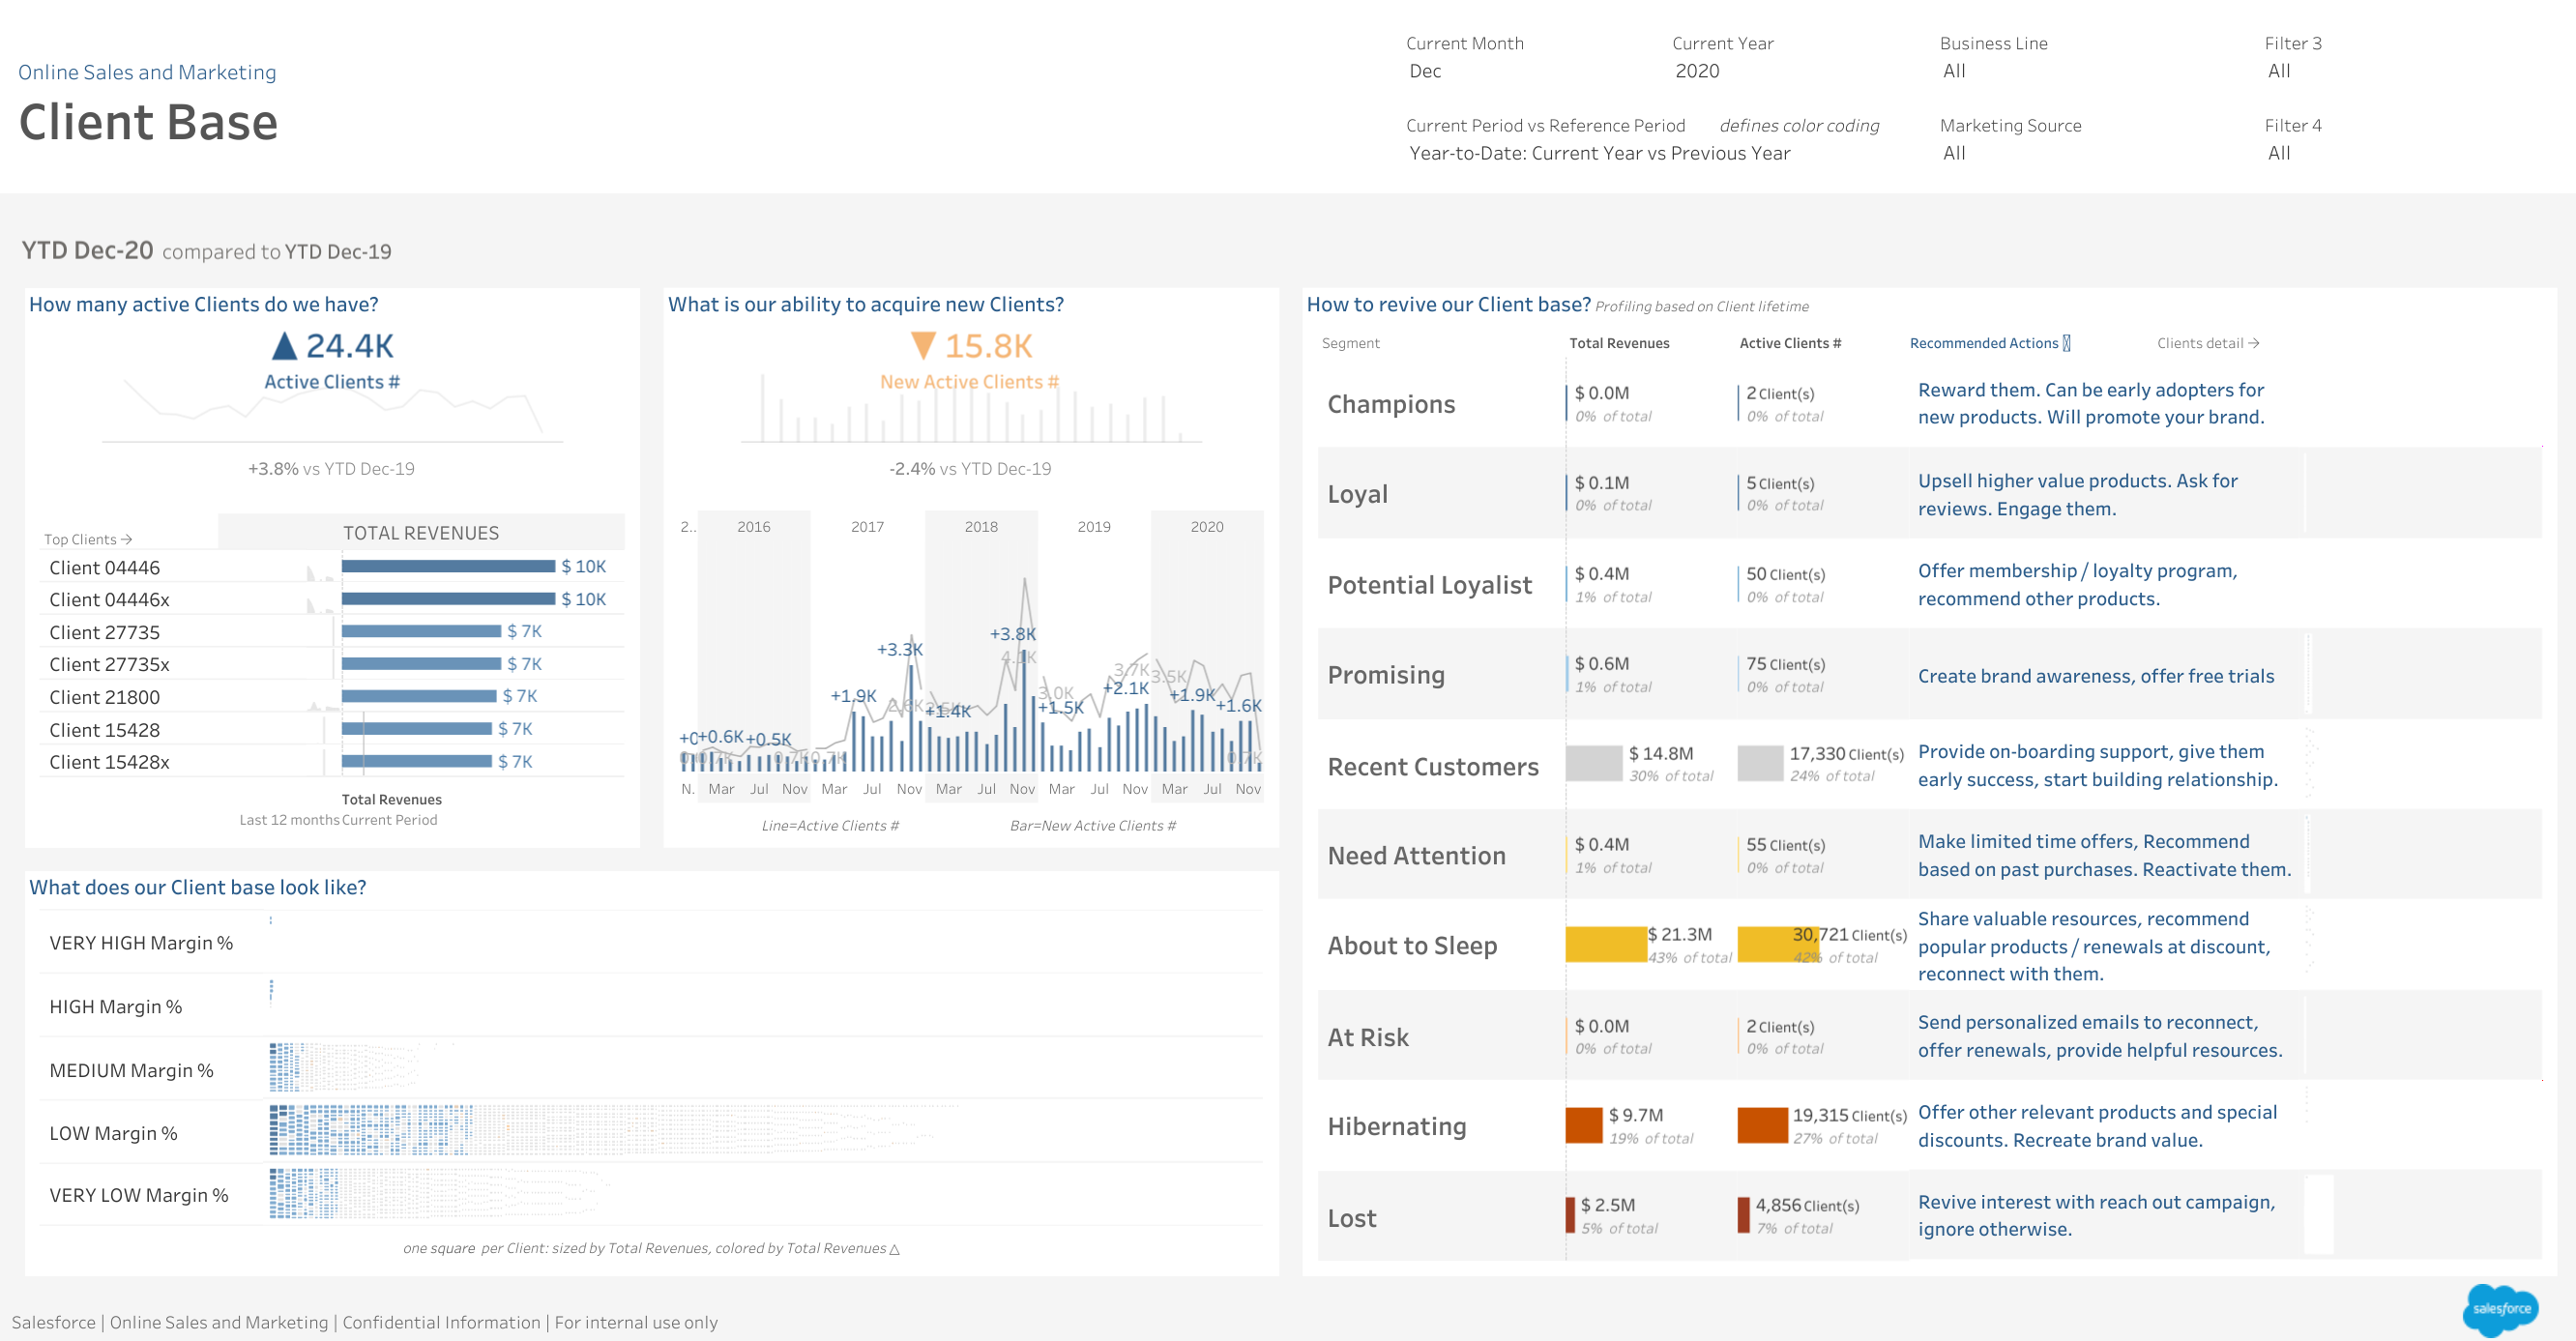 Online Sales and Marketing
Client Base
Current Month
Dec
Current Year
2020
Business Line
All
Filter 3
All
Current Period vs Reference Period defines color coding
Year-to-Date: Current Year vs Previous Year
Marketing Source
All
Filter 4
All
YTD Dec-20 compared to YTD Dec-19
How many active Clients do we have?
▲ 24.4K
Active Clients #
+3.8% vs YTD Dec-19
Top Clients →
TOTAL REVENUES
Client 04446 $ 10K
Client 04446x $ 10K
Client 27735 $ 7K
Client 27735x $ 7K
Client 21800 $ 7K
Client 15428 $ 7K
Client 15428x $ 7K
Total Revenues
Last 12 months Current Period
What is our ability to acquire new Clients?
▼ 15.8K
New Active Clients #
-2.4% vs YTD Dec-19
2.. 2016 2017 2018 2019 2020
+3.8K
+3.3K
4.1K
3.7K
3.5K
+2.1K
3.0K
+1.9K
+1.9K
+1.4K
+1.5K
+1.6K
+0.6K
+0.5K
0.7K
0.7K
0.7K
N. Mar Jul Nov Mar Jul Nov Mar Jul Nov Mar Jul Nov Mar Jul Nov
Line=Active Clients # Bar=New Active Clients #
What does our Client base look like?
VERY HIGH Margin %
HIGH Margin %
MEDIUM Margin %
LOW Margin %
VERY LOW Margin %
one square per Client: sized by Total Revenues, colored by Total Revenues △
How to revive our Client base? Profiling based on Client lifetime
Segment Total Revenues Active Clients # Recommended Actions Clients detail →
Champions
$ 0.0M
0% of total
2 Client(s)
0% of total
Reward them. Can be early adopters for
new products. Will promote your brand.
Loyal
$ 0.1M
0% of total
5 Client(s)
0% of total
Upsell higher value products. Ask for
reviews. Engage them.
Potential Loyalist
$ 0.4M
1% of total
50 Client(s)
0% of total
Offer membership / loyalty program,
recommend other products.
Promising
$ 0.6M
1% of total
75 Client(s)
0% of total
Create brand awareness, offer free trials
Recent Customers
$ 14.8M
30% of total
17,330 Client(s)
24% of total
Provide on-boarding support, give them
early success, start building relationship.
Need Attention
$ 0.4M
1% of total
55 Client(s)
0% of total
Make limited time offers, Recommend
based on past purchases. Reactivate them.
About to Sleep
$ 21.3M
43% of total
30,721 Client(s)
42% of total
Share valuable resources, recommend
popular products / renewals at discount,
reconnect with them.
At Risk
$ 0.0M
0% of total
2 Client(s)
0% of total
Send personalized emails to reconnect,
offer renewals, provide helpful resources.
Hibernating
$ 9.7M
19% of total
19,315 Client(s)
27% of total
Offer other relevant products and special
discounts. Recreate brand value.
Lost
$ 2.5M
5% of total
4,856 Client(s)
7% of total
Revive interest with reach out campaign,
ignore otherwise.
Salesforce | Online Sales and Marketing | Confidential Information | For internal use only
salesforce